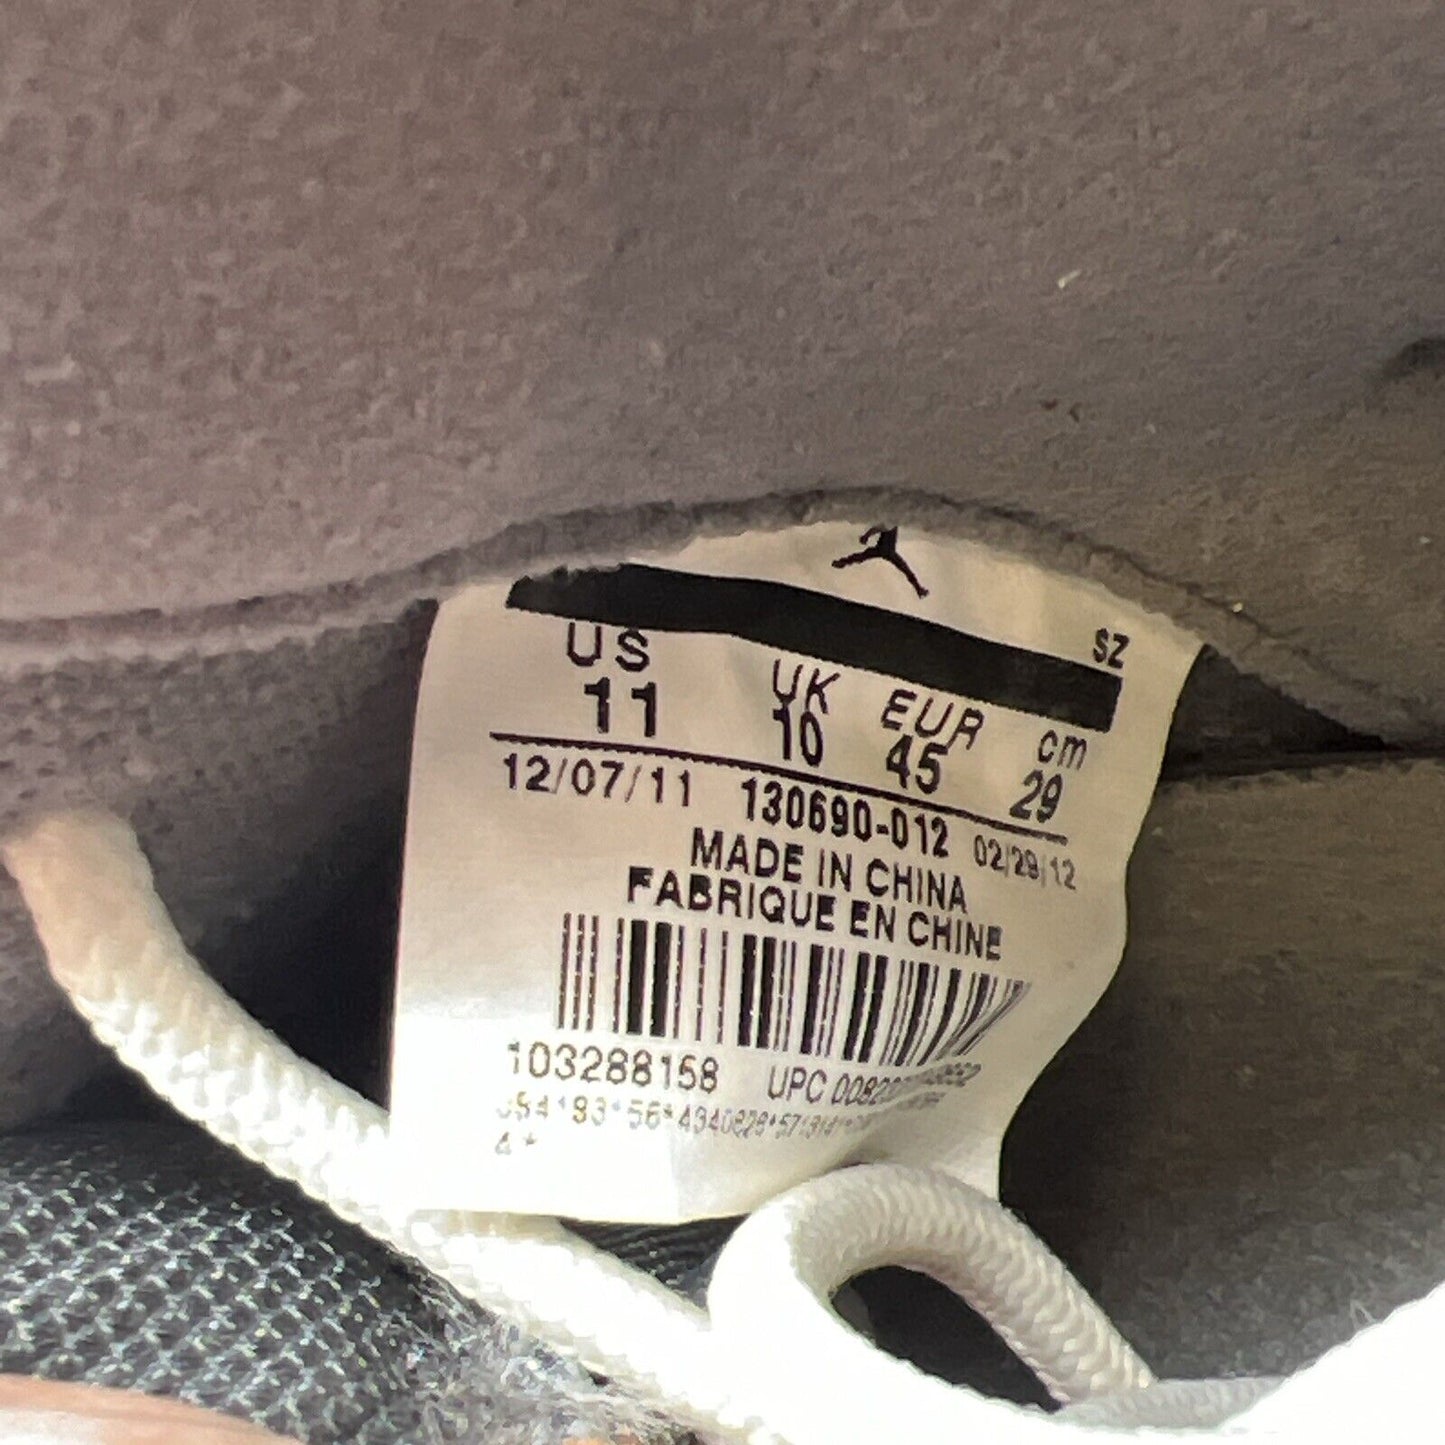 SZ
US UK EUR cm
11 10 45 29
12/07/11 130690-012 02/29/12
MADE IN CHINA
FABRIQUE EN CHINE
103288158 UPC
4*